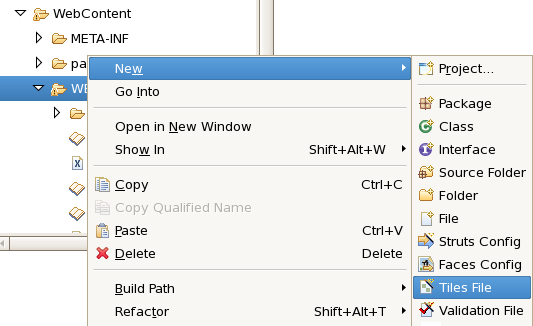 WebContent
META-INF
pa
WE
New
Go Into
Open in New Window
Show In Shift+Alt+W
Copy Ctrl+C
Copy Qualified Name
Paste Ctrl+V
Delete Delete
Build Path
Refactor Shift+Alt+T
Project...
Package
Class
Interface
Source Folder
Folder
File
Struts Config
Faces Config
Tiles File
Validation File